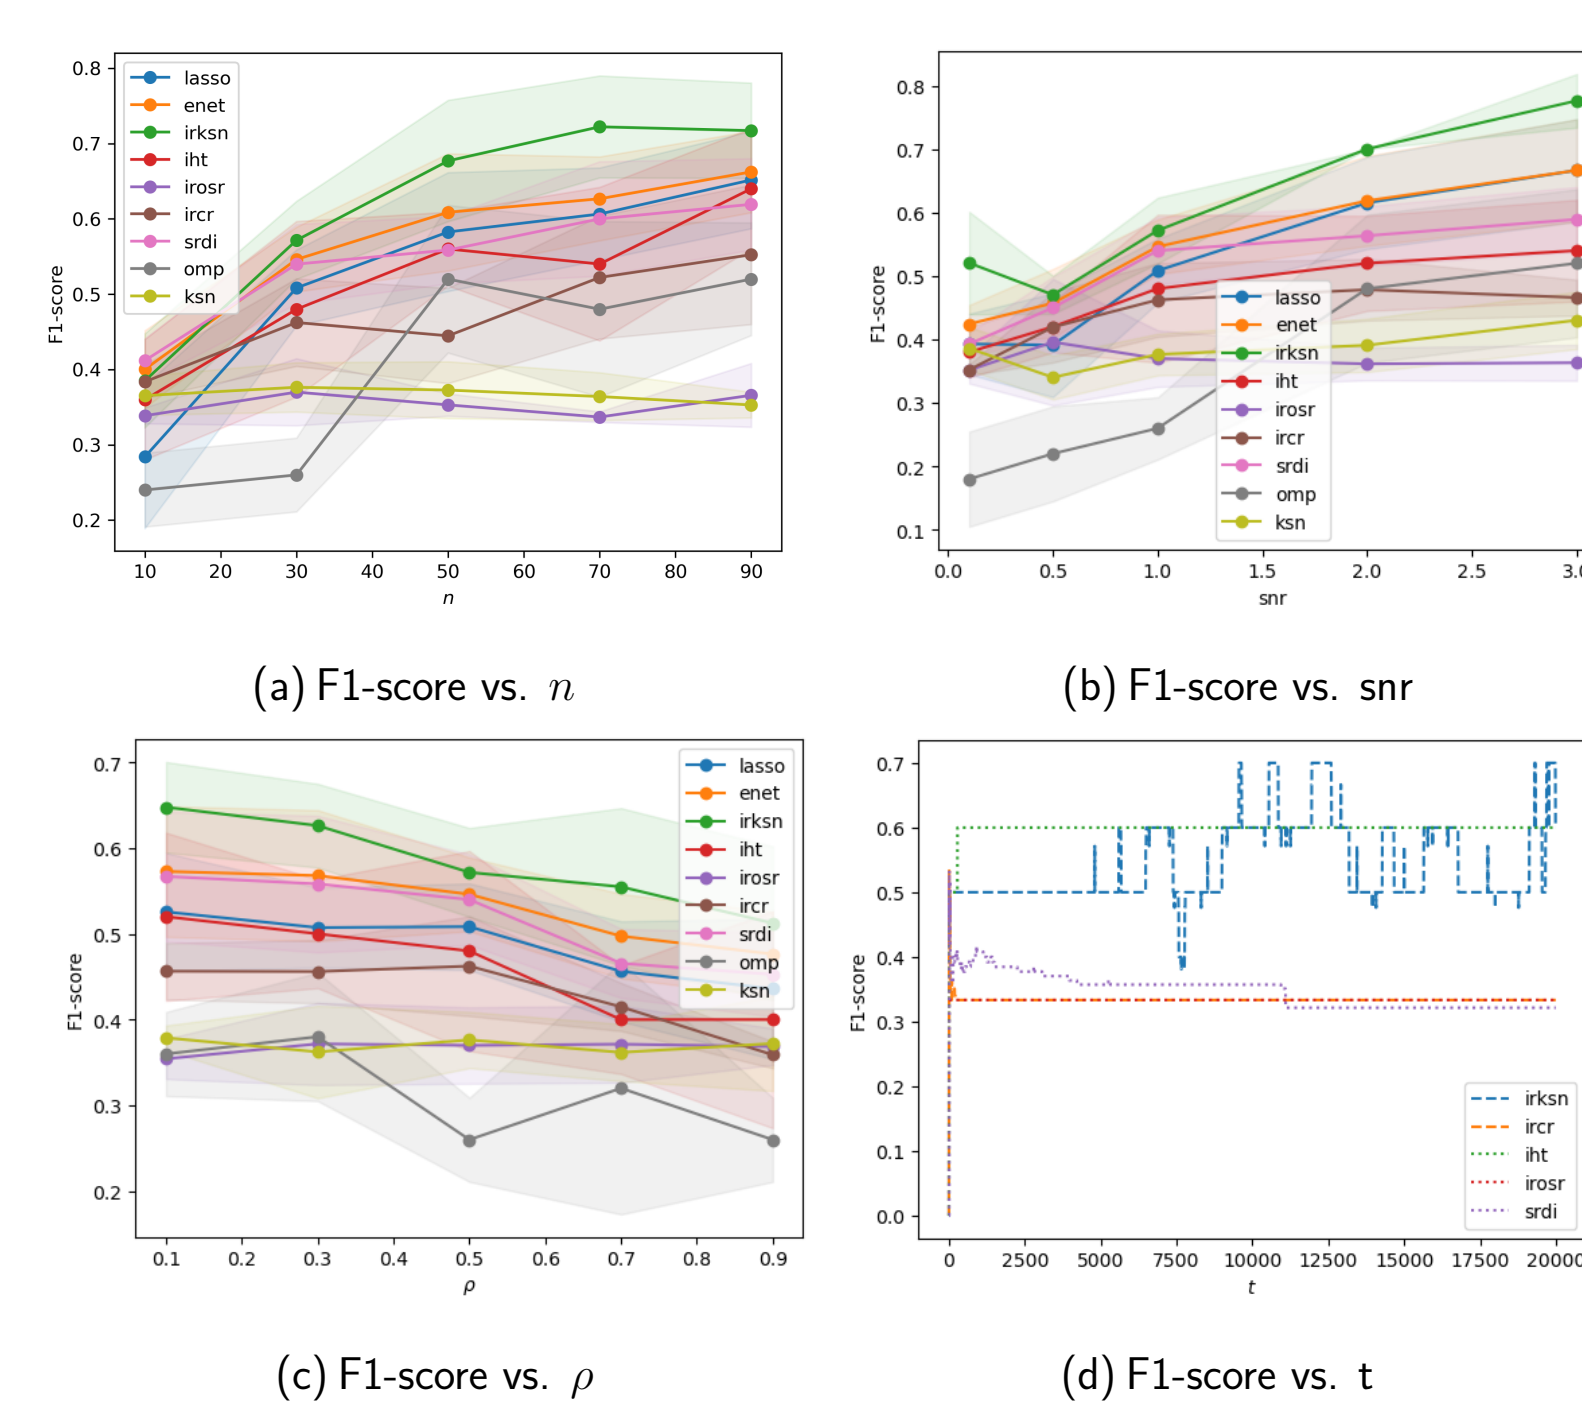 0.8
0.7
0.6
0.5
0.4
0.3
0.2
F1-score
lasso
enet
irksn
iht
irosr
ircr
srdi
omp
ksn
10 20 30 40 50 60 70 80 90
n
(a) F1-score vs. n
0.8
0.7
0.6
0.5
0.4
0.3
0.2
0.1
F1-score
lasso
enet
irksn
iht
irosr
ircr
srdi
omp
ksn
0.0 0.5 1.0 1.5 2.0 2.5 3.0
snr
(b) F1-score vs. snr
0.7
0.6
0.5
0.4
0.3
0.2
F1-score
lasso
enet
irksn
iht
irosr
ircr
srdi
omp
ksn
0.1 0.2 0.3 0.4 0.5 0.6 0.7 0.8 0.9
ρ
(c) F1-score vs. ρ
0.7
0.6
0.5
0.4
0.3
0.2
0.1
0.0
F1-score
irksn
ircr
iht
irosr
srdi
0 2500 5000 7500 10000 12500 15000 17500 20000
t
(d) F1-score vs. t